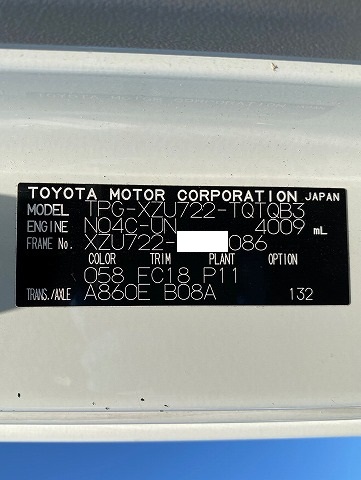 TOYOTA MOTOR CORPORATION JAPAN
MODEL TPG-XZU722-TQTQB3
ENGINE N04C-UN 4009 mL
FRAME No. XZU722- 086
COLOR TRIM PLANT OPTION
058 FC18 P11
TRANS./AXLE A860E B08A 132